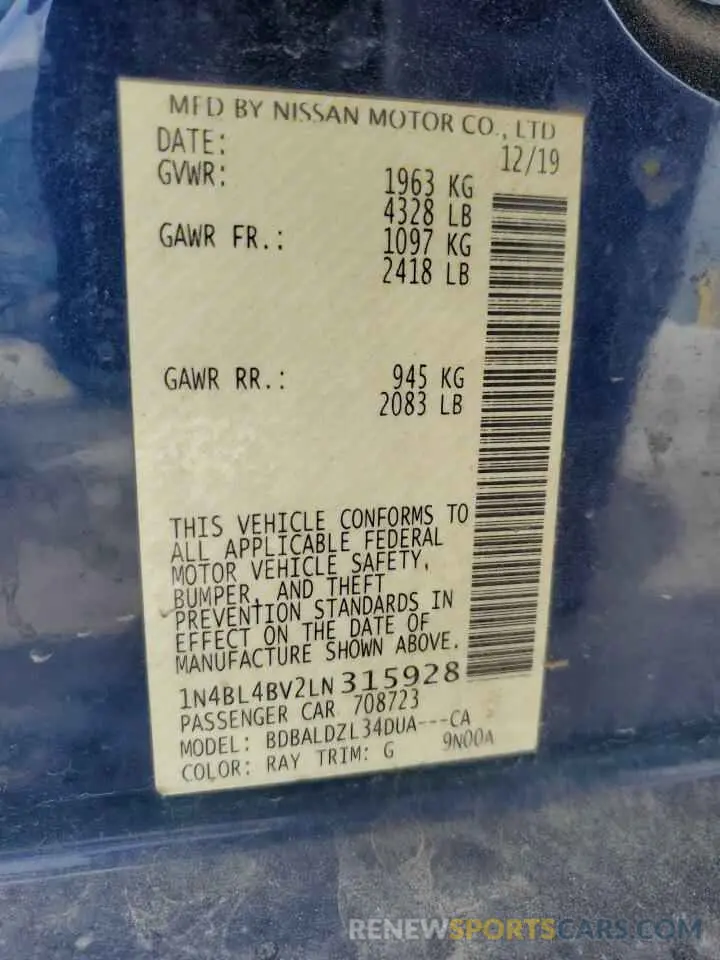 MFD BY NISSAN MOTOR CO., LTD
DATE: 12/19
GVWR: 1963 KG
4328 LB
GAWR FR.: 1097 KG
2418 LB
GAWR RR.: 945 KG
2083 LB
THIS VEHICLE CONFORMS TO
ALL APPLICABLE FEDERAL
MOTOR VEHICLE SAFETY,
BUMPER, AND THEFT
PREVENTION STANDARDS IN
EFFECT ON THE DATE OF
MANUFACTURE SHOWN ABOVE.
1N4BL4BV2LN315928
PASSENGER CAR 708723
MODEL: BDBALDZL34DUA---CA
COLOR: RAY TRIM: G 9N00A
RENEWSPORTSCARS.COM